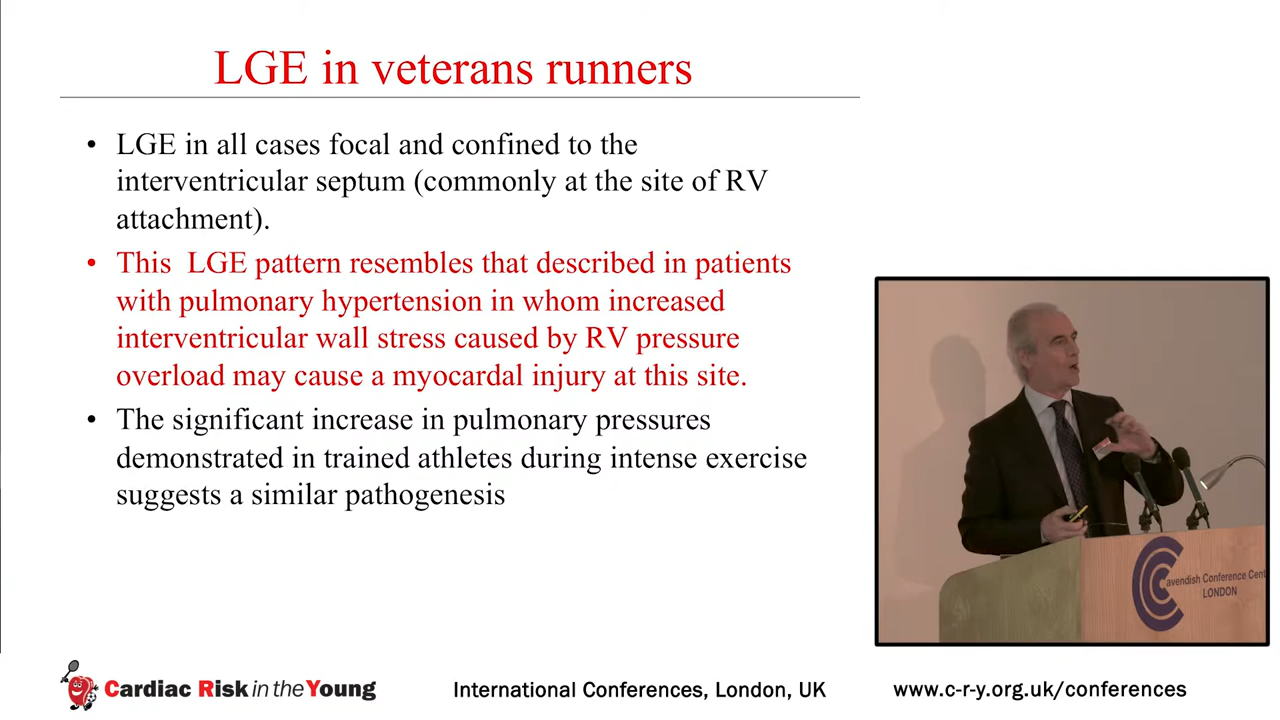 LGE in veterans runners
• LGE in all cases focal and confined to the
interventricular septum (commonly at the site of RV
attachment).
• This LGE pattern resembles that described in patients
with pulmonary hypertension in whom increased
interventricular wall stress caused by RV pressure
overload may cause a myocardal injury at this site.
• The significant increase in pulmonary pressures
demonstrated in trained athletes during intense exercise
suggests a similar pathogenesis
avendish Conference Cent
LONDON
Cardiac Risk in the Young
International Conferences, London, UK
www.c-r-y.org.uk/conferences